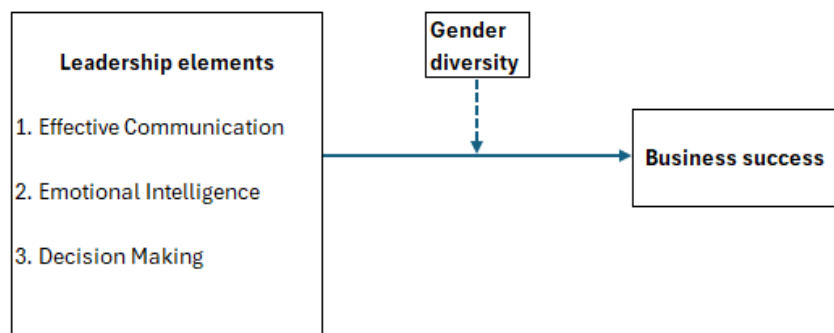 Leadership elements
1. Effective Communication
2. Emotional Intelligence
3. Decision Making
Gender
diversity
Business success